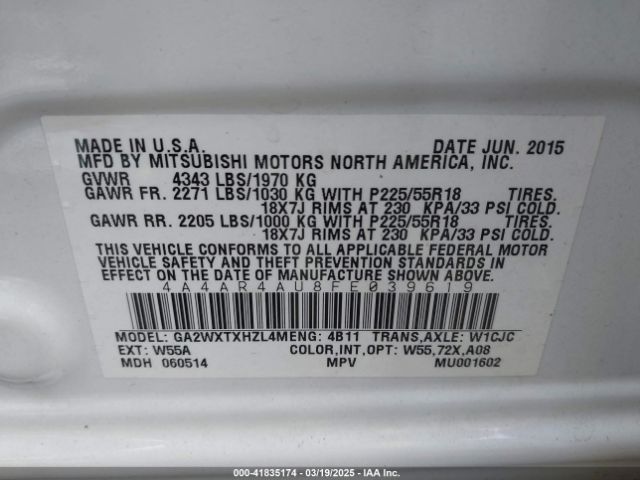 MADE IN U.S.A. DATE JUN. 2015
MFD BY MITSUBISHI MOTORS NORTH AMERICA, INC.
GVWR 4343 LBS/1970 KG
GAWR FR. 2271 LBS/1030 KG WITH P225/55R18 TIRES.
18X7J RIMS AT 230 KPA/33 PSI COLD.
GAWR RR. 2205 LBS/1000 KG WITH P225/55R18 TIRES.
18X7J RIMS AT 230 KPA/33 PSI COLD.
THIS VEHICLE CONFORMS TO ALL APPLICABLE FEDERAL MOTOR
VEHICLE SAFETY AND THEFT PREVENTION STANDARDS IN
EFFECT ON THE DATE OF MANUFACTURE SHOWN ABOVE.
4A4AR4AU8FE039619
MODEL: GA2WXTXHZL4MENG: 4B11 TRANS,AXLE: W1CJC
EXT: W55A COLOR,INT,OPT: W55,72X,A08
MDH 060514 MPV MU001602
000-41835174 — 03/19/2025 — IAA Inc.